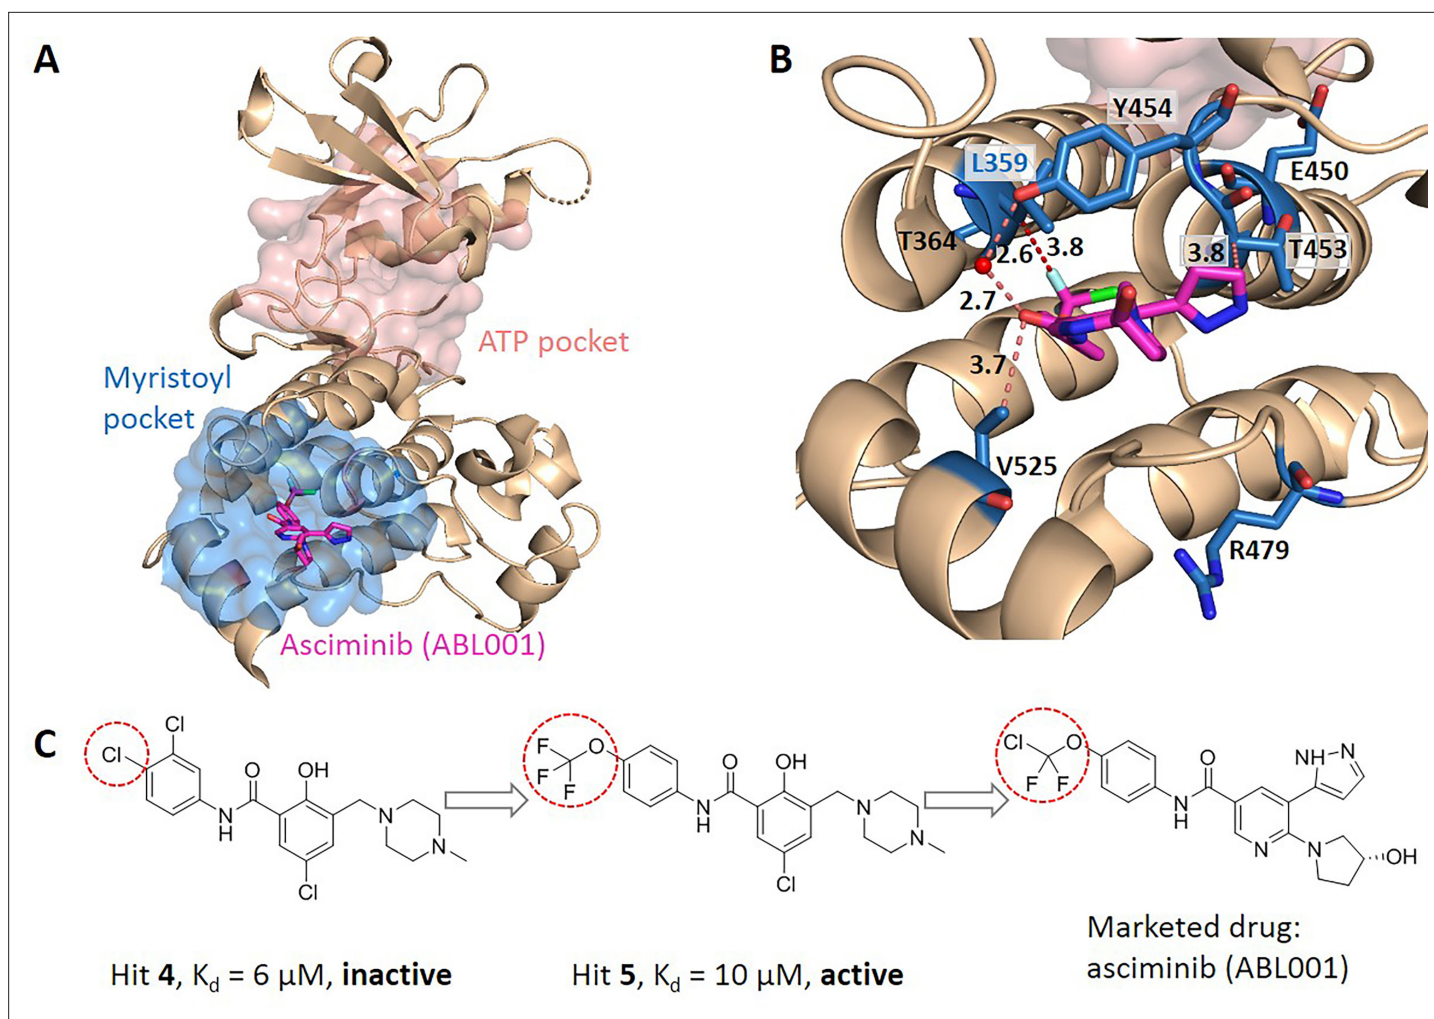 A
ATP pocket
Myristoyl
pocket
Asciminib (ABL001)
B
Y454
L359
E450
T364
2.6
3.8
3.8
T453
2.7
3.7
V525
R479
C
Cl
Cl
O
OH
N
H
N
N
Cl
F
O
F
F
O
OH
N
H
N
N
Cl
Cl
O
F
F
O
NH
N
N
H
N
N
OH
Hit 4, Kd = 6 µM, inactive
Hit 5, Kd = 10 µM, active
Marketed drug:
asciminib (ABL001)